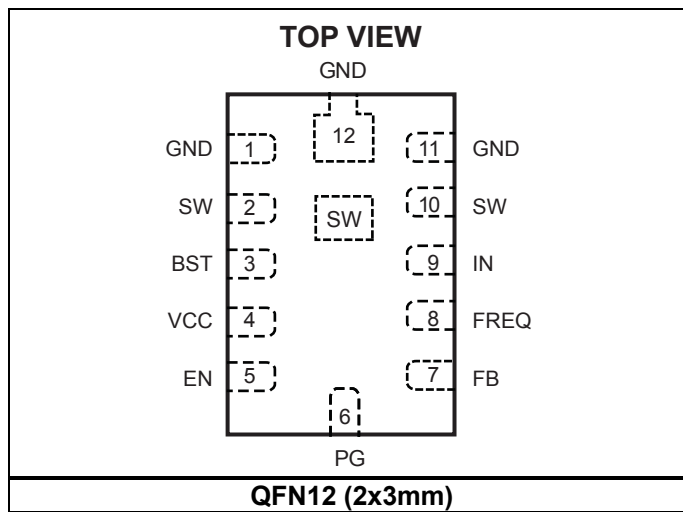 TOP VIEW
GND
12
GND 1
11 GND
SW 2
SW
10 SW
BST 3
9 IN
VCC 4
8 FREQ
EN 5
7 FB
6
PG
QFN12 (2x3mm)